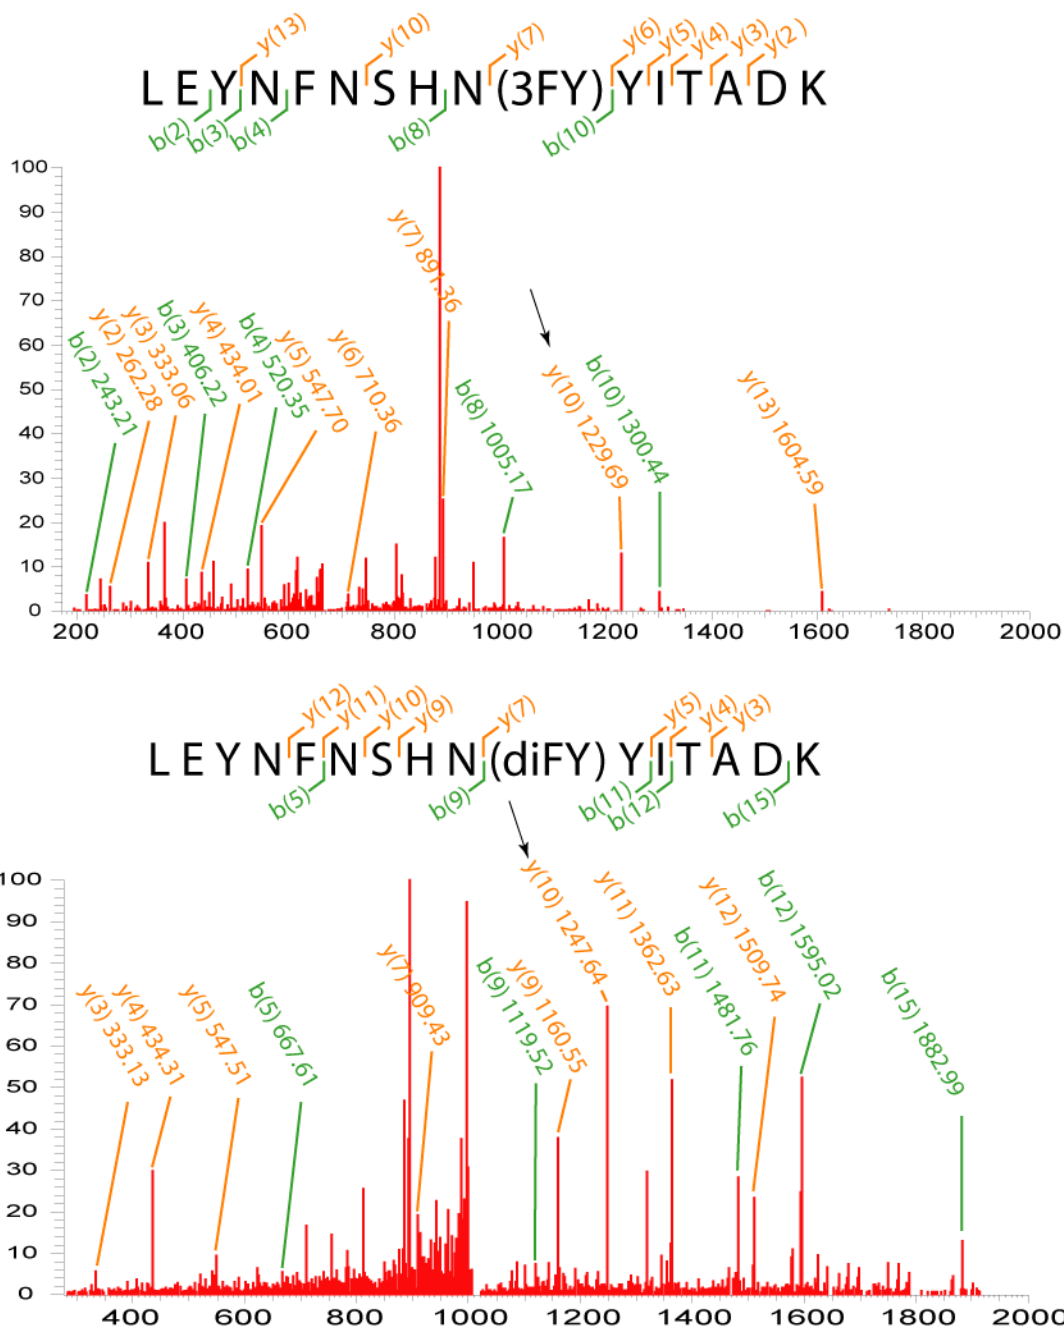 y(13) y(10) y(7) y(6) y(5) y(4) y(3) y(2)
L E Y N F N S H N (3FY) Y I T A D K
b(2) b(3) b(4) b(8) b(10)
100
90
80
70
60
50
40
30
20
10
0
b(2) 243.21
y(2) 262.28
y(3) 333.06
b(3) 406.22
y(4) 434.01
b(4) 520.35
y(5) 547.70
y(6) 710.36
y(7) 891.36
b(8) 1005.17
y(10) 1229.69
b(10) 1300.44
y(13) 1604.59
200 400 600 800 1000 1200 1400 1600 1800 2000
y(12) y(11) y(10) y(9) y(7) y(5) y(4) y(3)
L E Y N F N S H N (diFY) Y I T A D K
b(5) b(9) b(11) b(12) b(15)
100
90
80
70
60
50
40
30
20
10
0
y(3) 333.13
y(4) 434.31
y(5) 547.51
b(5) 667.61
y(7) 909.43
b(9) 1119.52
y(9) 1160.55
y(10) 1247.64
y(11) 1362.63
b(11) 1481.76
y(12) 1509.74
b(12) 1595.02
b(15) 1882.99
400 600 800 1000 1200 1400 1600 1800 2000